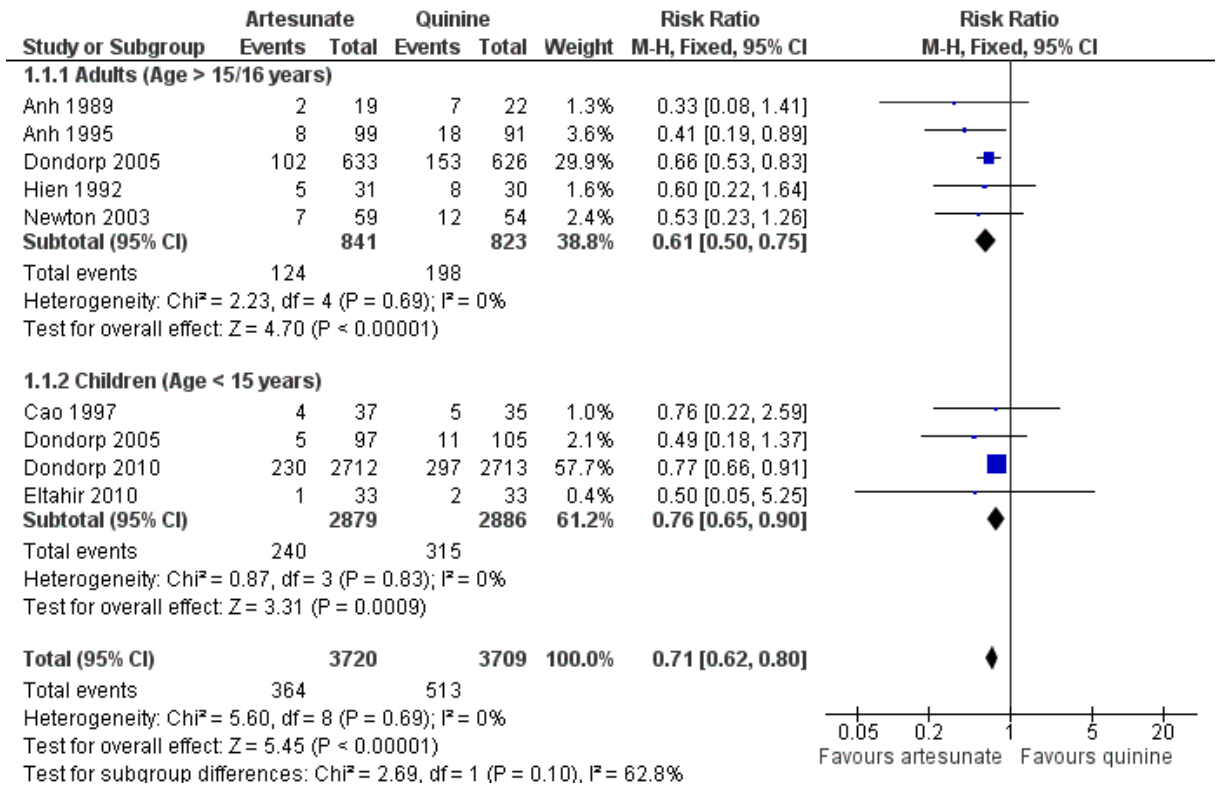 Artesunate Quinine Risk Ratio Risk Ratio
Study or Subgroup Events Total Events Total Weight M-H, Fixed, 95% CI M-H, Fixed, 95% CI
1.1.1 Adults (Age > 15/16 years)
Anh 1989 2 19 7 22 1.3% 0.33 [0.08, 1.41]
Anh 1995 8 99 18 91 3.6% 0.41 [0.19, 0.89]
Dondorp 2005 102 633 153 626 29.9% 0.66 [0.53, 0.83]
Hien 1992 5 31 8 30 1.6% 0.60 [0.22, 1.64]
Newton 2003 7 59 12 54 2.4% 0.53 [0.23, 1.26]
Subtotal (95% CI) 841 823 38.8% 0.61 [0.50, 0.75]
Total events 124 198
Heterogeneity: Chi² = 2.23, df = 4 (P = 0.69); I² = 0%
Test for overall effect: Z = 4.70 (P < 0.00001)
1.1.2 Children (Age < 15 years)
Cao 1997 4 37 5 35 1.0% 0.76 [0.22, 2.59]
Dondorp 2005 5 97 11 105 2.1% 0.49 [0.18, 1.37]
Dondorp 2010 230 2712 297 2713 57.7% 0.77 [0.66, 0.91]
Eltahir 2010 1 33 2 33 0.4% 0.50 [0.05, 5.25]
Subtotal (95% CI) 2879 2886 61.2% 0.76 [0.65, 0.90]
Total events 240 315
Heterogeneity: Chi² = 0.87, df = 3 (P = 0.83); I² = 0%
Test for overall effect: Z = 3.31 (P = 0.0009)
Total (95% CI) 3720 3709 100.0% 0.71 [0.62, 0.80]
Total events 364 513
Heterogeneity: Chi² = 5.60, df = 8 (P = 0.69); I² = 0%
Test for overall effect: Z = 5.45 (P < 0.00001)
Test for subgroup differences: Chi² = 2.69, df = 1 (P = 0.10), I² = 62.8%
0.05 0.2 1 5 20
Favours artesunate Favours quinine